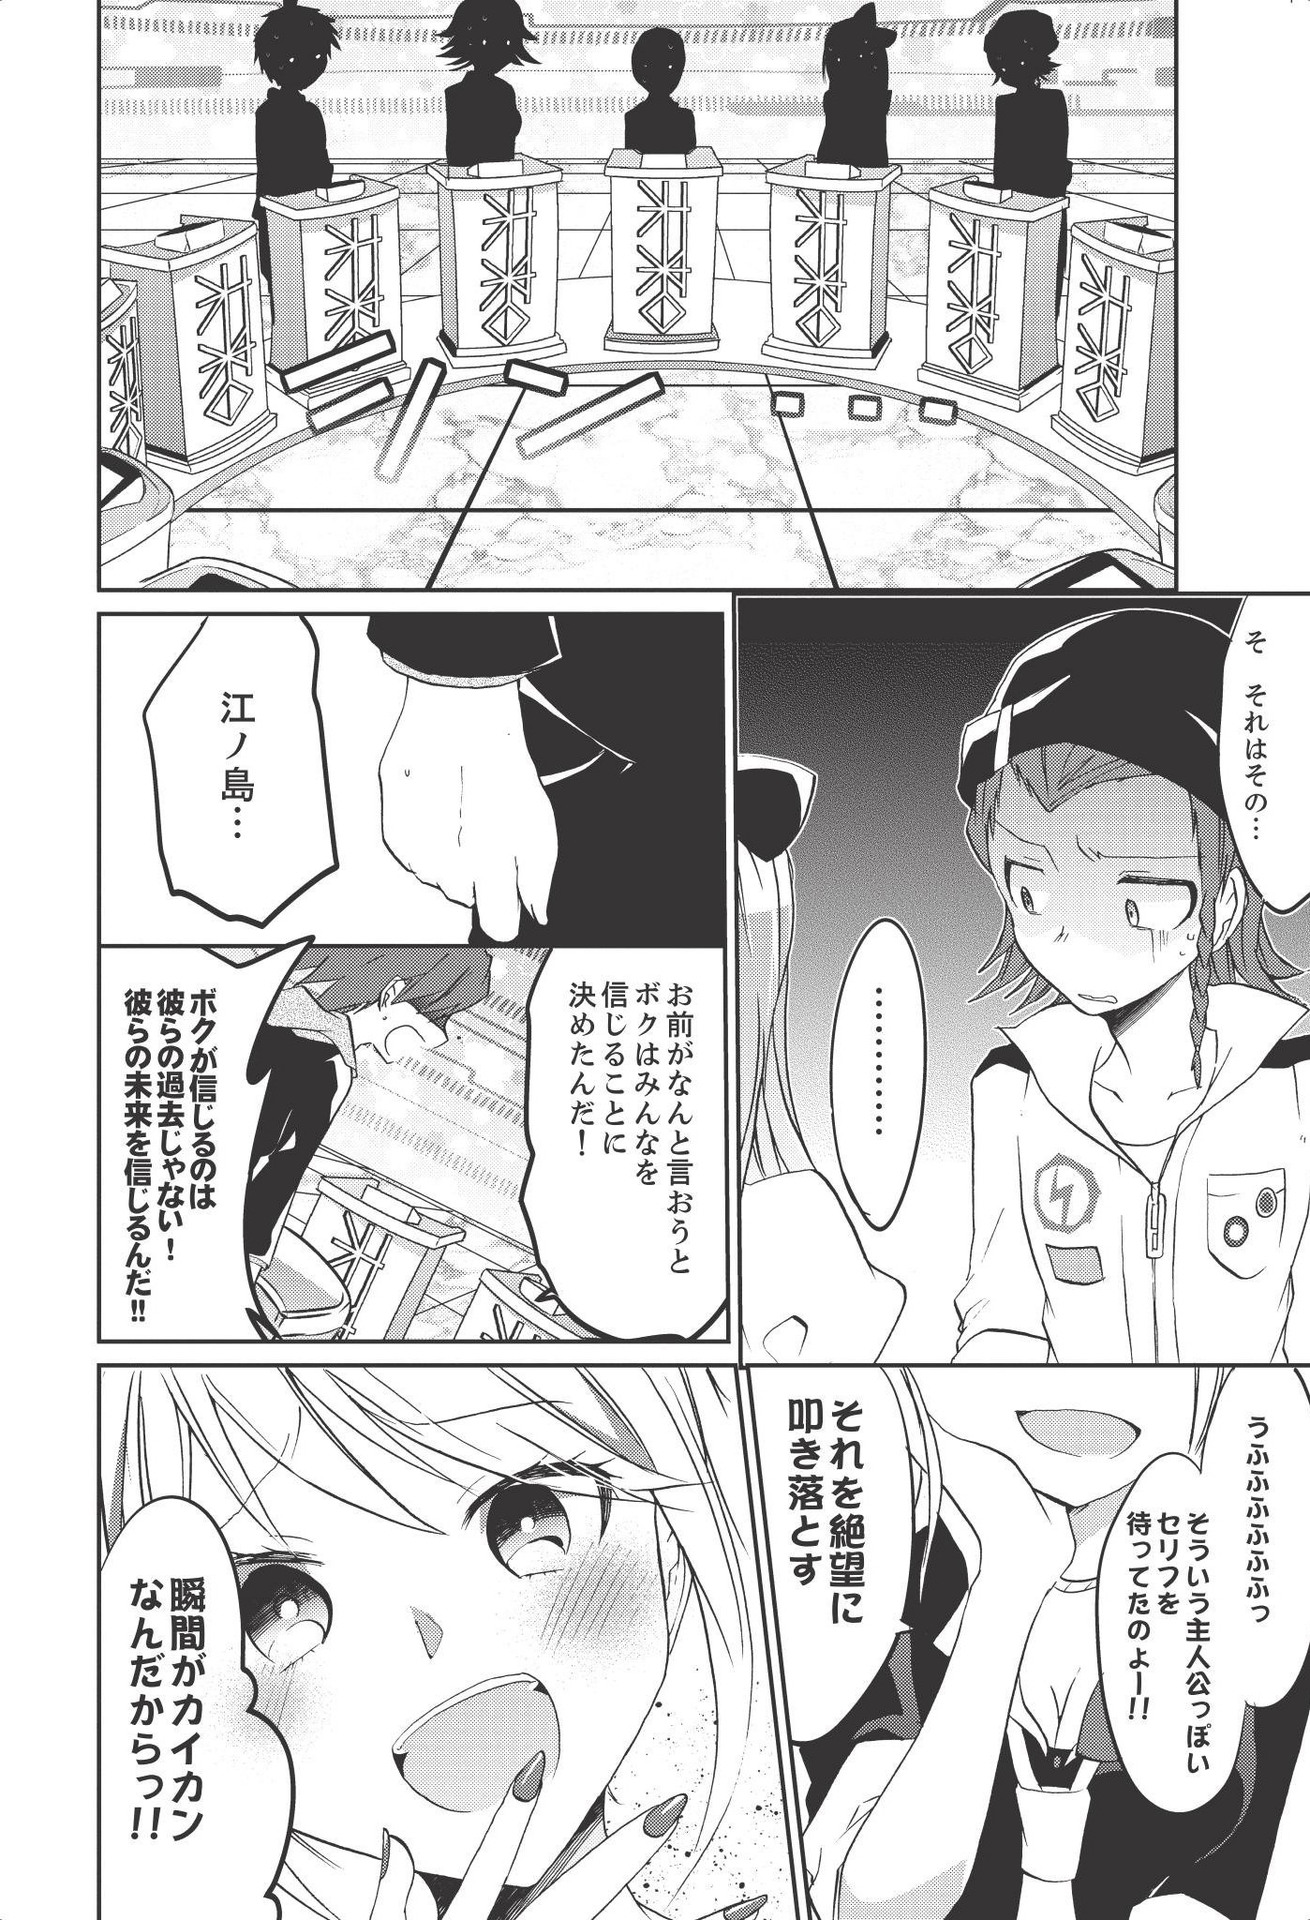 そ　それはその…
…………
江ノ島…
お前がなんと言おうと
ボクはみんなを
信じることに
決めたんだ！
ボクが信じるのは
彼らの過去じゃない！
彼らの未来を信じるんだ!!
うふふふふふふっ
そういう主人公っぽい
セリフを
待ってたのよー!!
それを絶望に
叩き落とす
瞬間がカイカン
なんだからっ!!